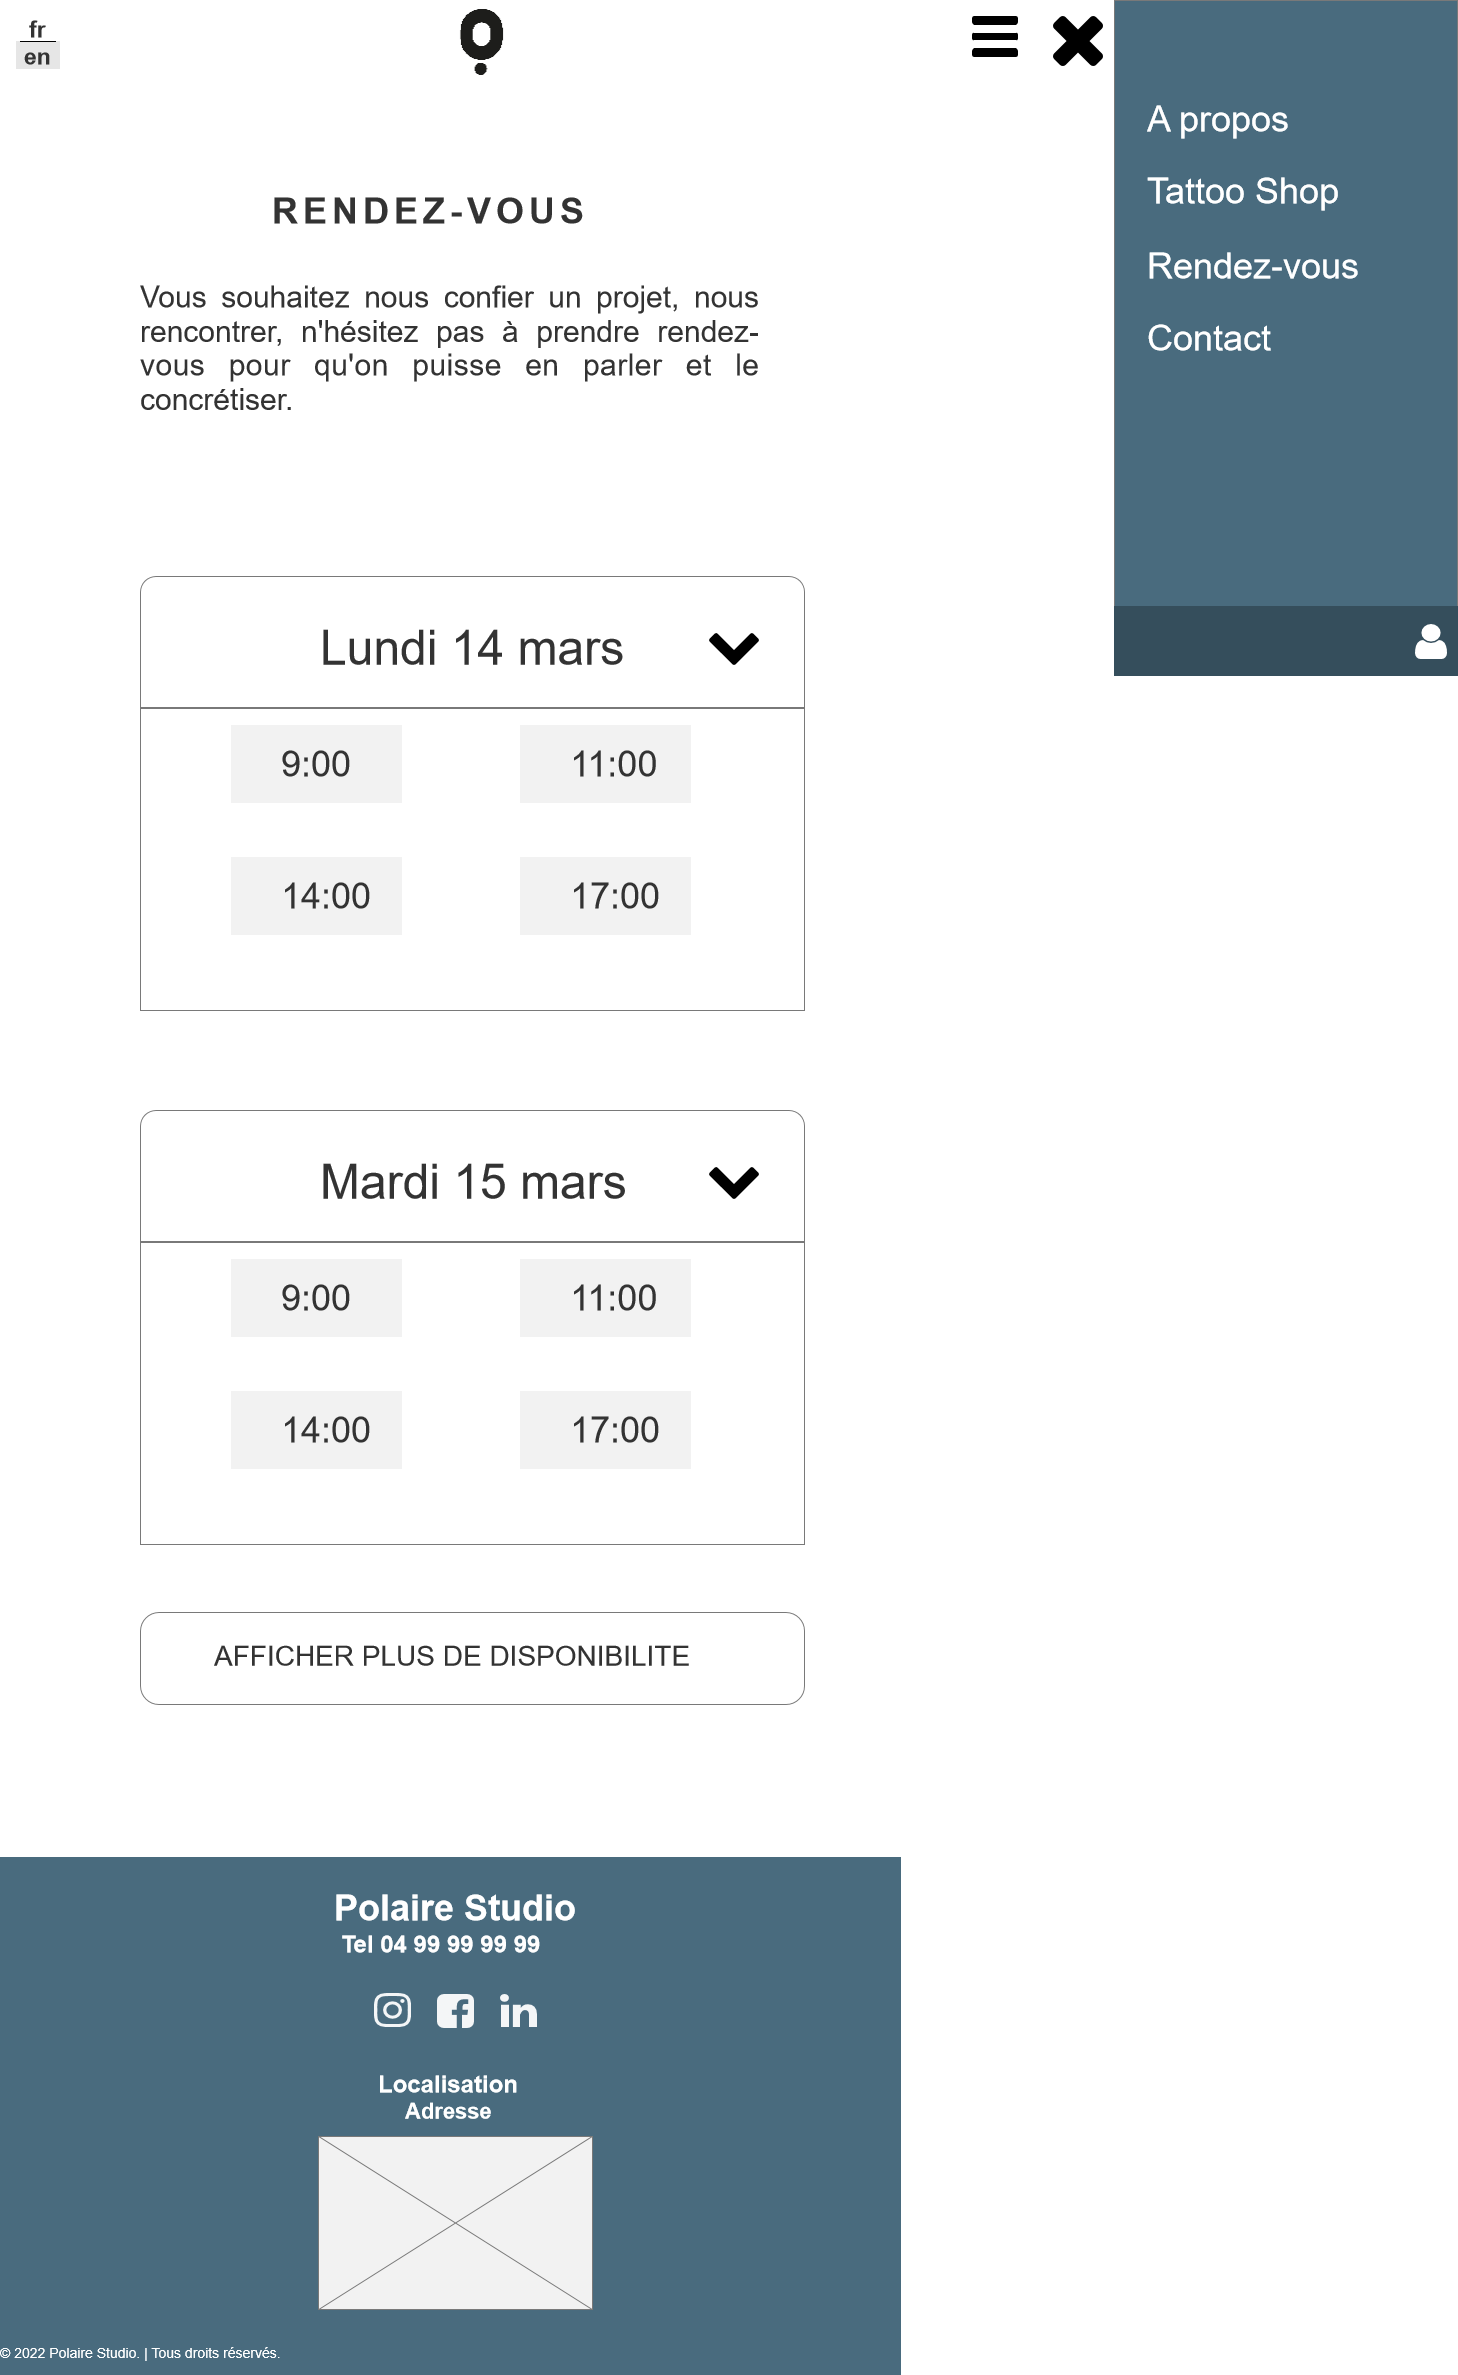 fr
en
RENDEZ-VOUS
Vous souhaitez nous confier un projet, nous
rencontrer, n'hésitez pas à prendre rendez-
vous pour qu'on puisse en parler et le
concrétiser.
Lundi 14 mars
9:00
11:00
14:00
17:00
Mardi 15 mars
9:00
11:00
14:00
17:00
AFFICHER PLUS DE DISPONIBILITE
Polaire Studio
Tel 04 99 99 99 99
Localisation
Adresse
© 2022 Polaire Studio. | Tous droits réservés.
A propos
Tattoo Shop
Rendez-vous
Contact